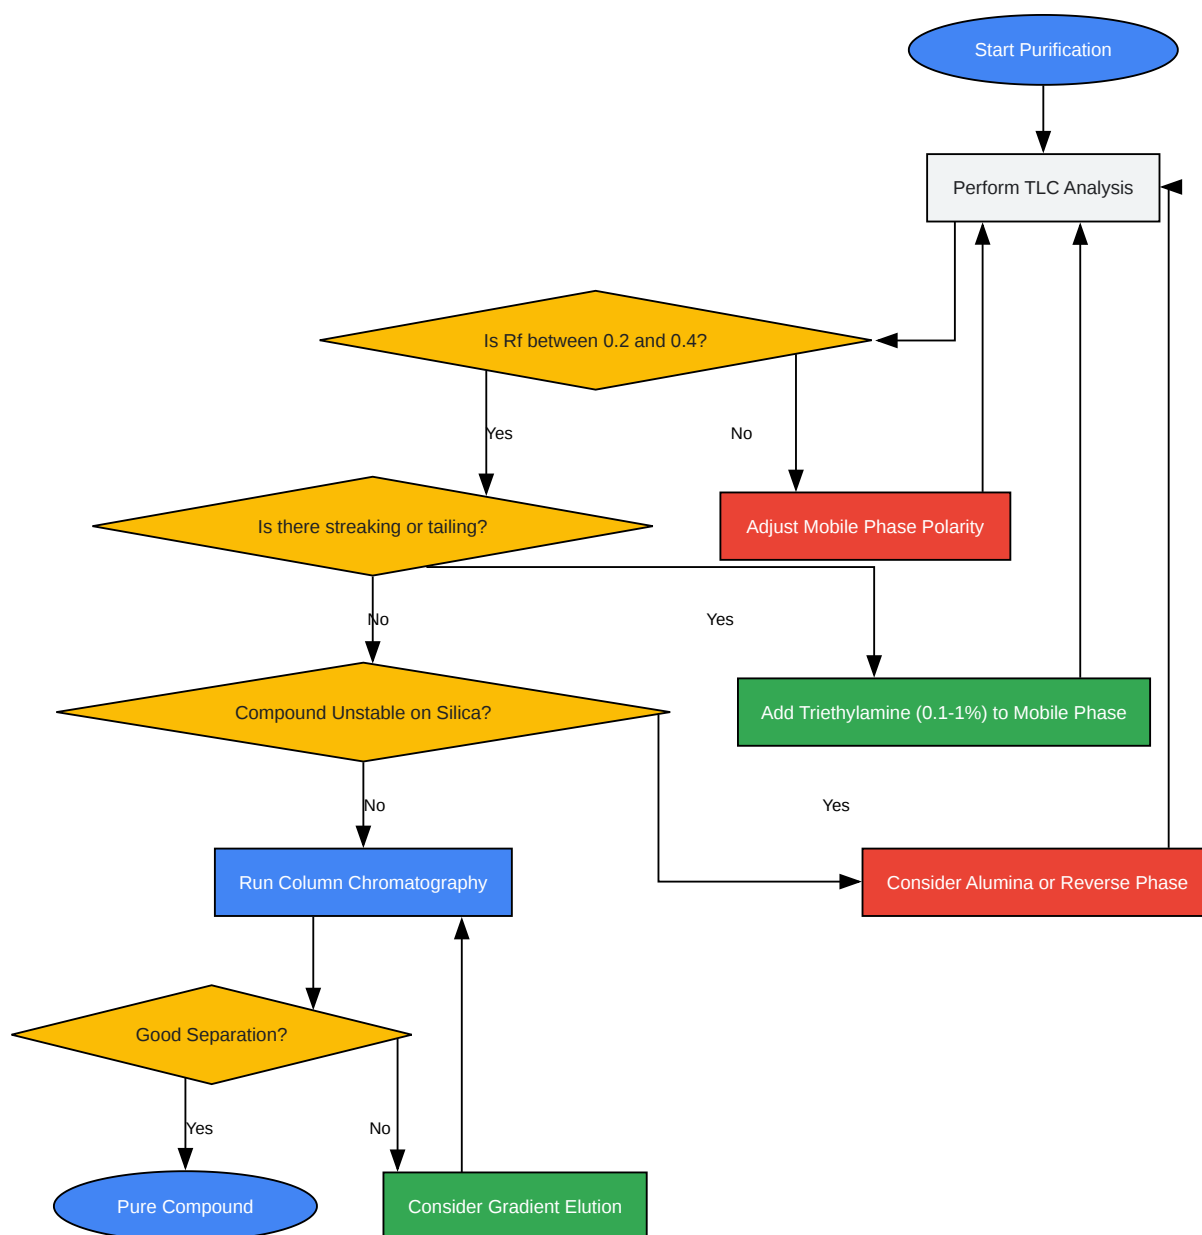 Start Purification
Perform TLC Analysis
Is Rf between 0.2 and 0.4?
Yes
No
Is there streaking or tailing?
Adjust Mobile Phase Polarity
No
Yes
Compound Unstable on Silica?
Add Triethylamine (0.1-1%) to Mobile Phase
No
Yes
Run Column Chromatography
Consider Alumina or Reverse Phase
Good Separation?
Yes
No
Pure Compound
Consider Gradient Elution